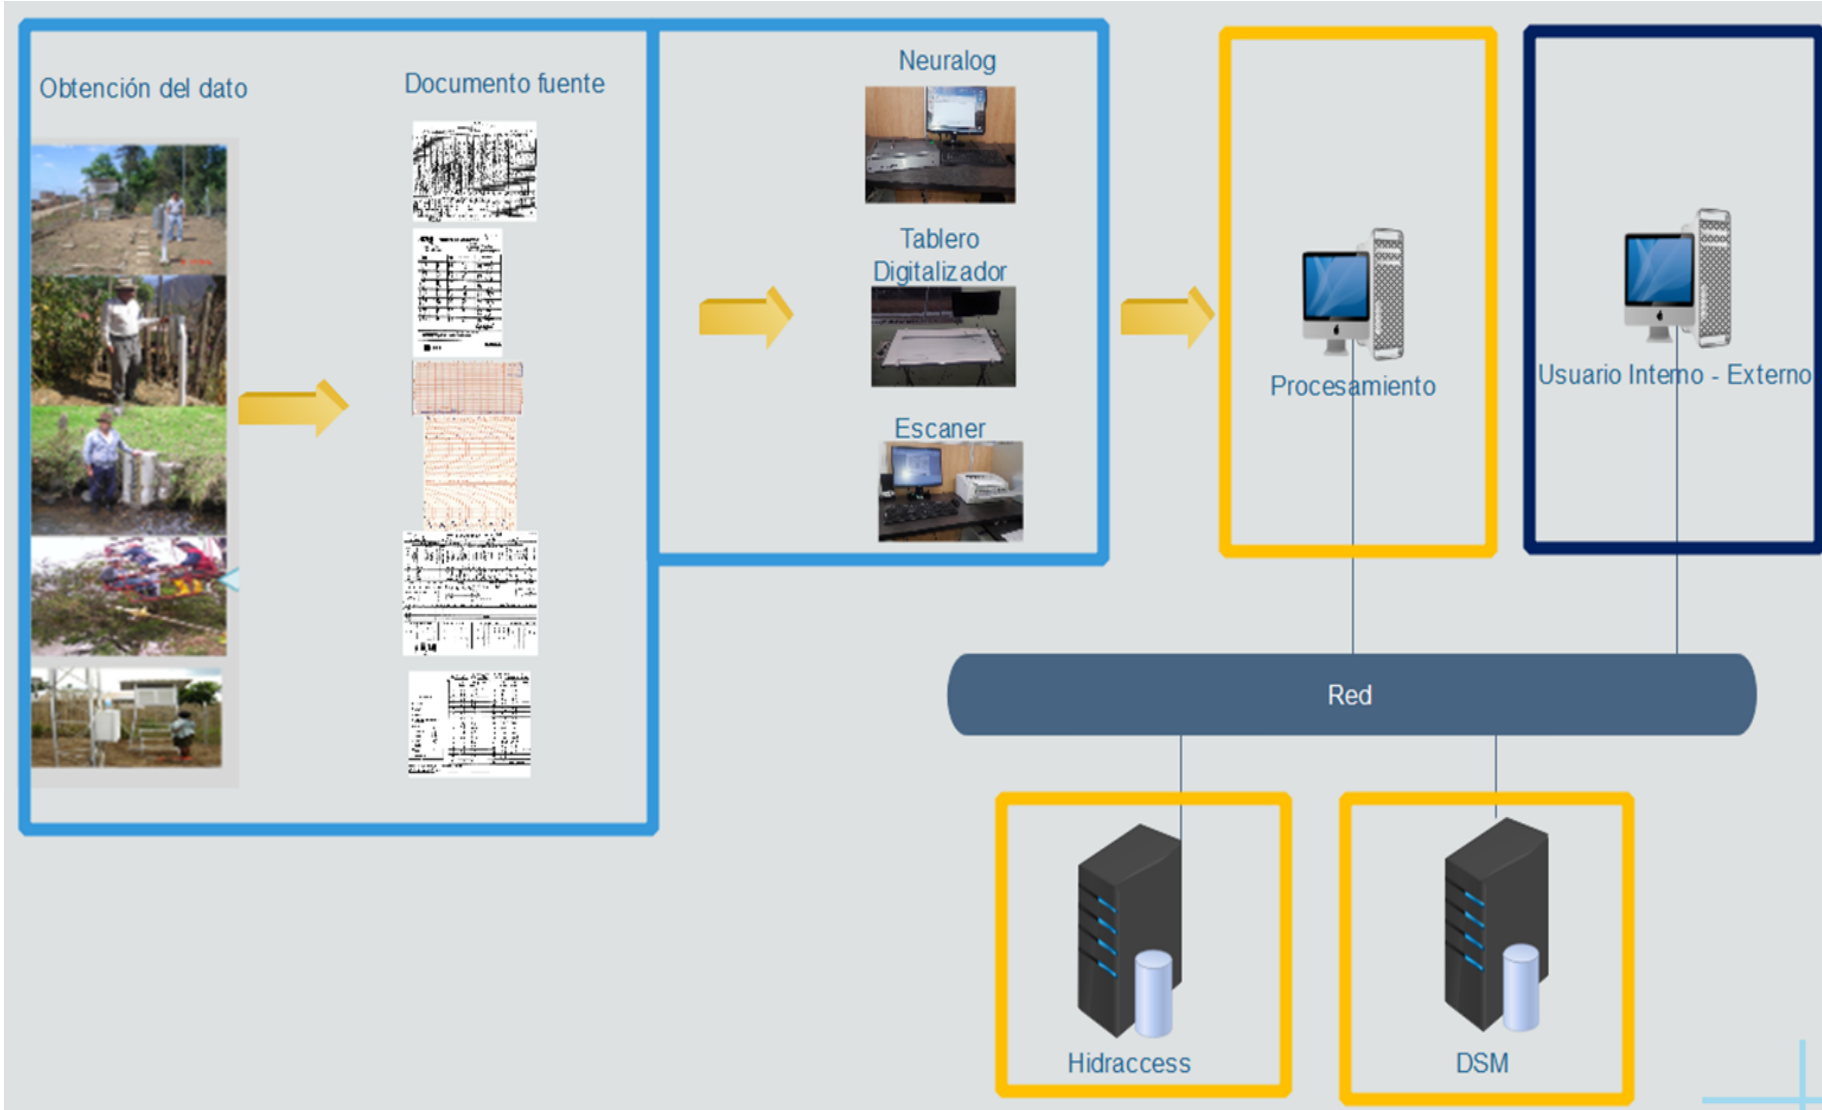 Obtención del dato
Documento fuente
Neuralog
Tablero
Digitalizador
Escaner
Procesamiento
Usuario Interno - Externo
Red
Hidraccess
DSM